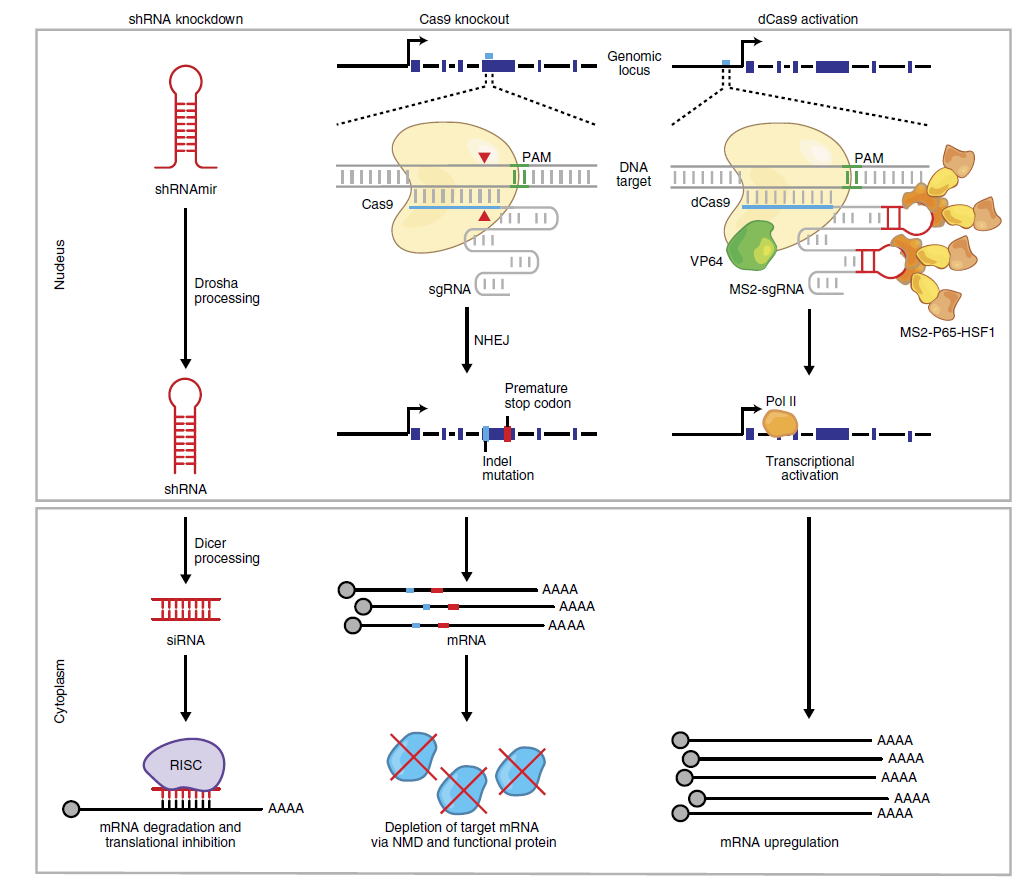 shRNA knockdown
Cas9 knockout
dCas9 activation
Nucleus
shRNAmir
Drosha
processing
shRNA
Genomic
locus
PAM
DNA
target
Cas9
sgRNA
NHEJ
Premature
stop codon
Indel
mutation
PAM
dCas9
VP64
MS2-sgRNA
MS2-P65-HSF1
Pol II
Transcriptional
activation
Cytoplasm
Dicer
processing
siRNA
RISC
AAAA
mRNA degradation and
translational inhibition
AAAA
AAAA
AAAA
mRNA
Depletion of target mRNA
via NMD and functional protein
AAAA
AAAA
AAAA
AAAA
AAAA
mRNA upregulation